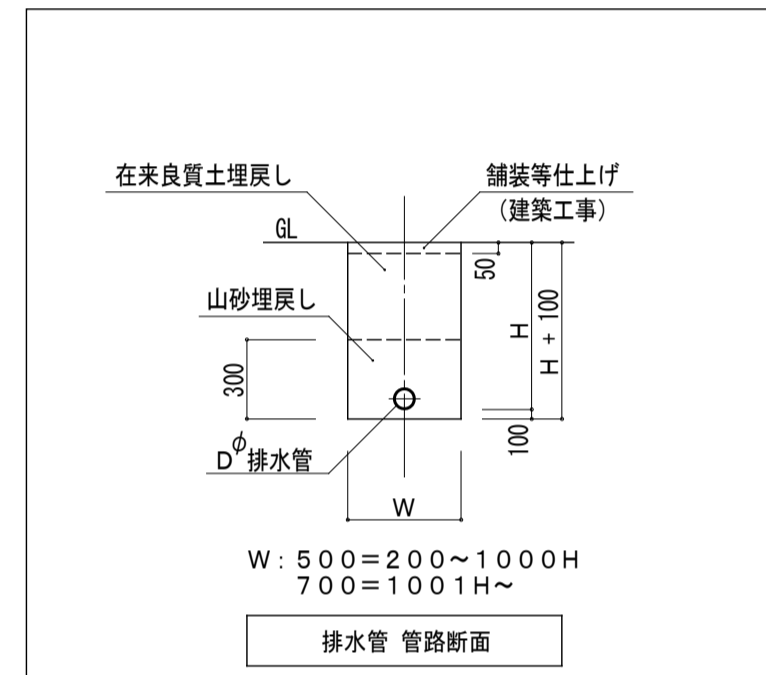 在来良質土埋戻し
舗装等仕上げ
（建築工事）
GL
50
山砂埋戻し
H
H + 100
300
100
Dφ排水管
W
W：５００＝２００～１０００H
７００＝１００１H～
排水管 管路断面